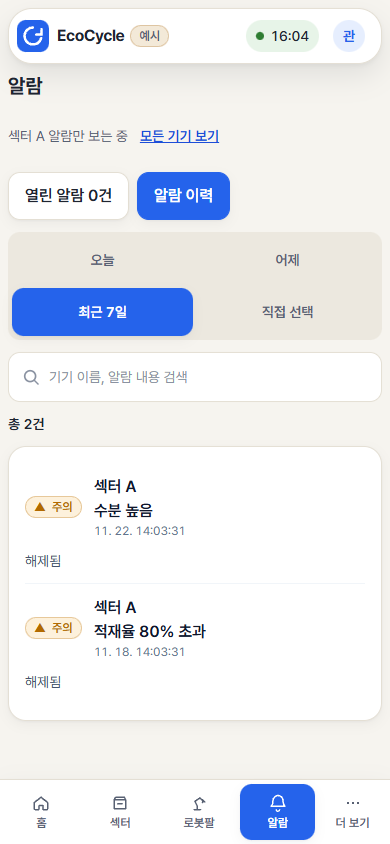 EcoCycle 예시 16:04 관
알람
섹터 A 알람만 보는 중 모든 기기 보기
열린 알람 0건 알람 이력
오늘 어제
최근 7일 직접 선택
기기 이름, 알람 내용 검색
총 2건
섹터 A
주의 수분 높음
11. 22. 14:03:31
해제됨
섹터 A
주의 적재율 80% 초과
11. 18. 14:03:31
해제됨
홈 섹터 로봇팔 알람 더 보기